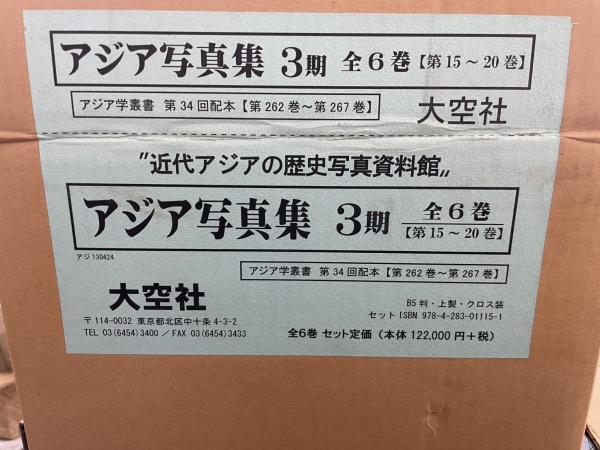 アジア写真集 3期 全6巻【第15～20巻】
アジア学叢書 第34回配本【第262巻～第267巻】 大空社
"近代アジアの歴史写真資料館„
アジア写真集 3期 全6巻【第15～20巻】
アジ130424
アジア学叢書 第34回配本【第262巻～第267巻】
大空社
B5判・上製・クロス装
〒114-0032 東京都北区中十条4-3-2
セットISBN 978-4-283-01115-1
TEL 03(6454)3400／FAX 03(6454)3433
全6巻 セット定価（本体122,000円+税）